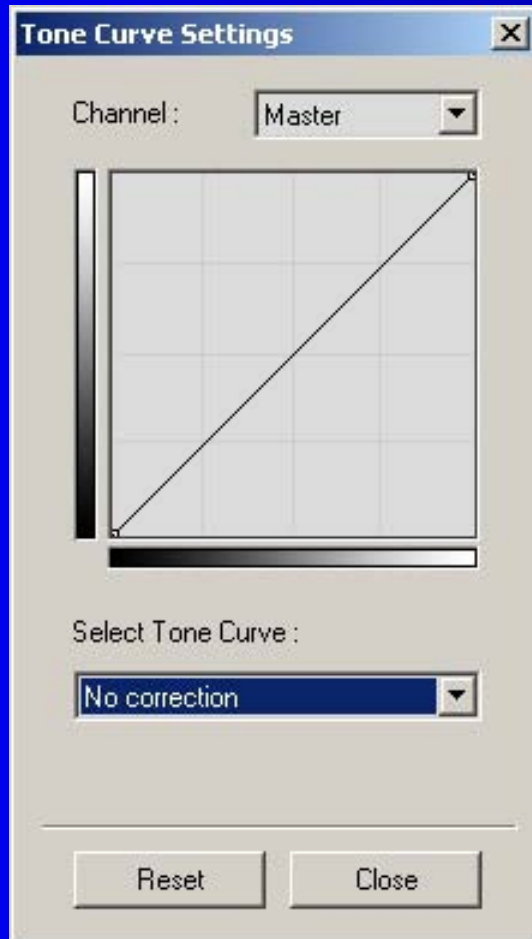 Tone Curve Settings
Channel : Master
Select Tone Curve :
No correction
Reset Close